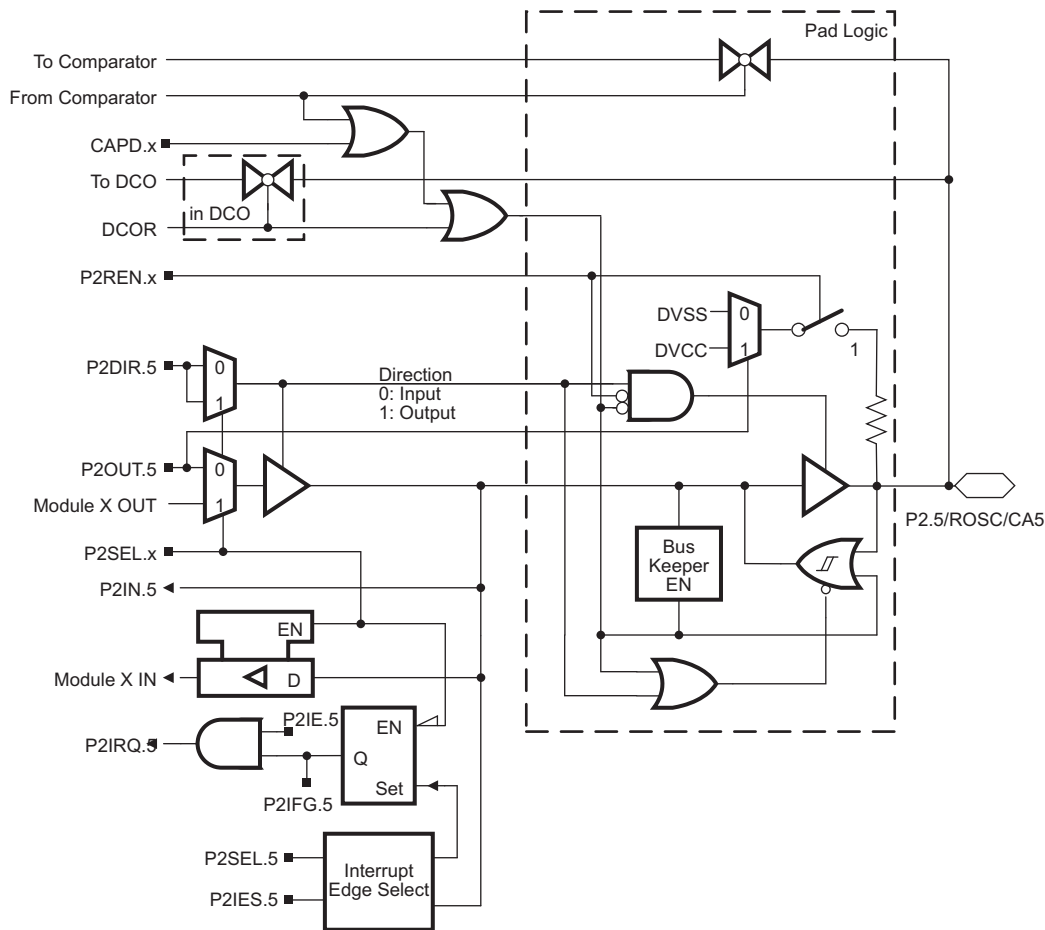 Pad Logic
To Comparator
From Comparator
CAPD.x
To DCO
in DCO
DCOR
P2REN.x
DVSS
0
DVCC
1
1
P2DIR.5
0
1
Direction
0: Input
1: Output
P2OUT.5
0
Module X OUT
1
P2.5/ROSC/CA5
P2SEL.x
Bus
Keeper
EN
P2IN.5
EN
Module X IN
D
P2IE.5
EN
P2IRQ.5
Q
Set
P2IFG.5
P2SEL.5
Interrupt
Edge Select
P2IES.5